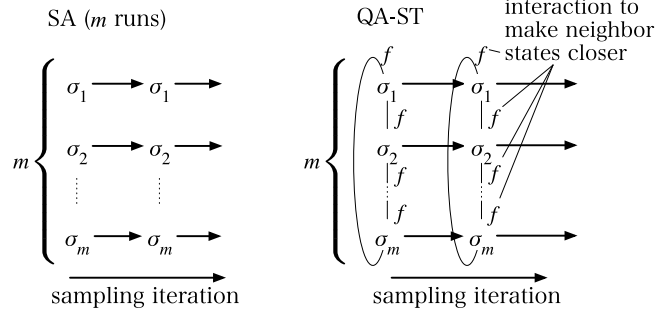 SA (m runs)
QA-ST
interaction to
make neighbor
states closer
m
σ1 σ1
σ2 σ2
σm σm
sampling iteration
m
f f
σ1 σ1
f f
σ2 σ2
f f
f f
σm σm
sampling iteration